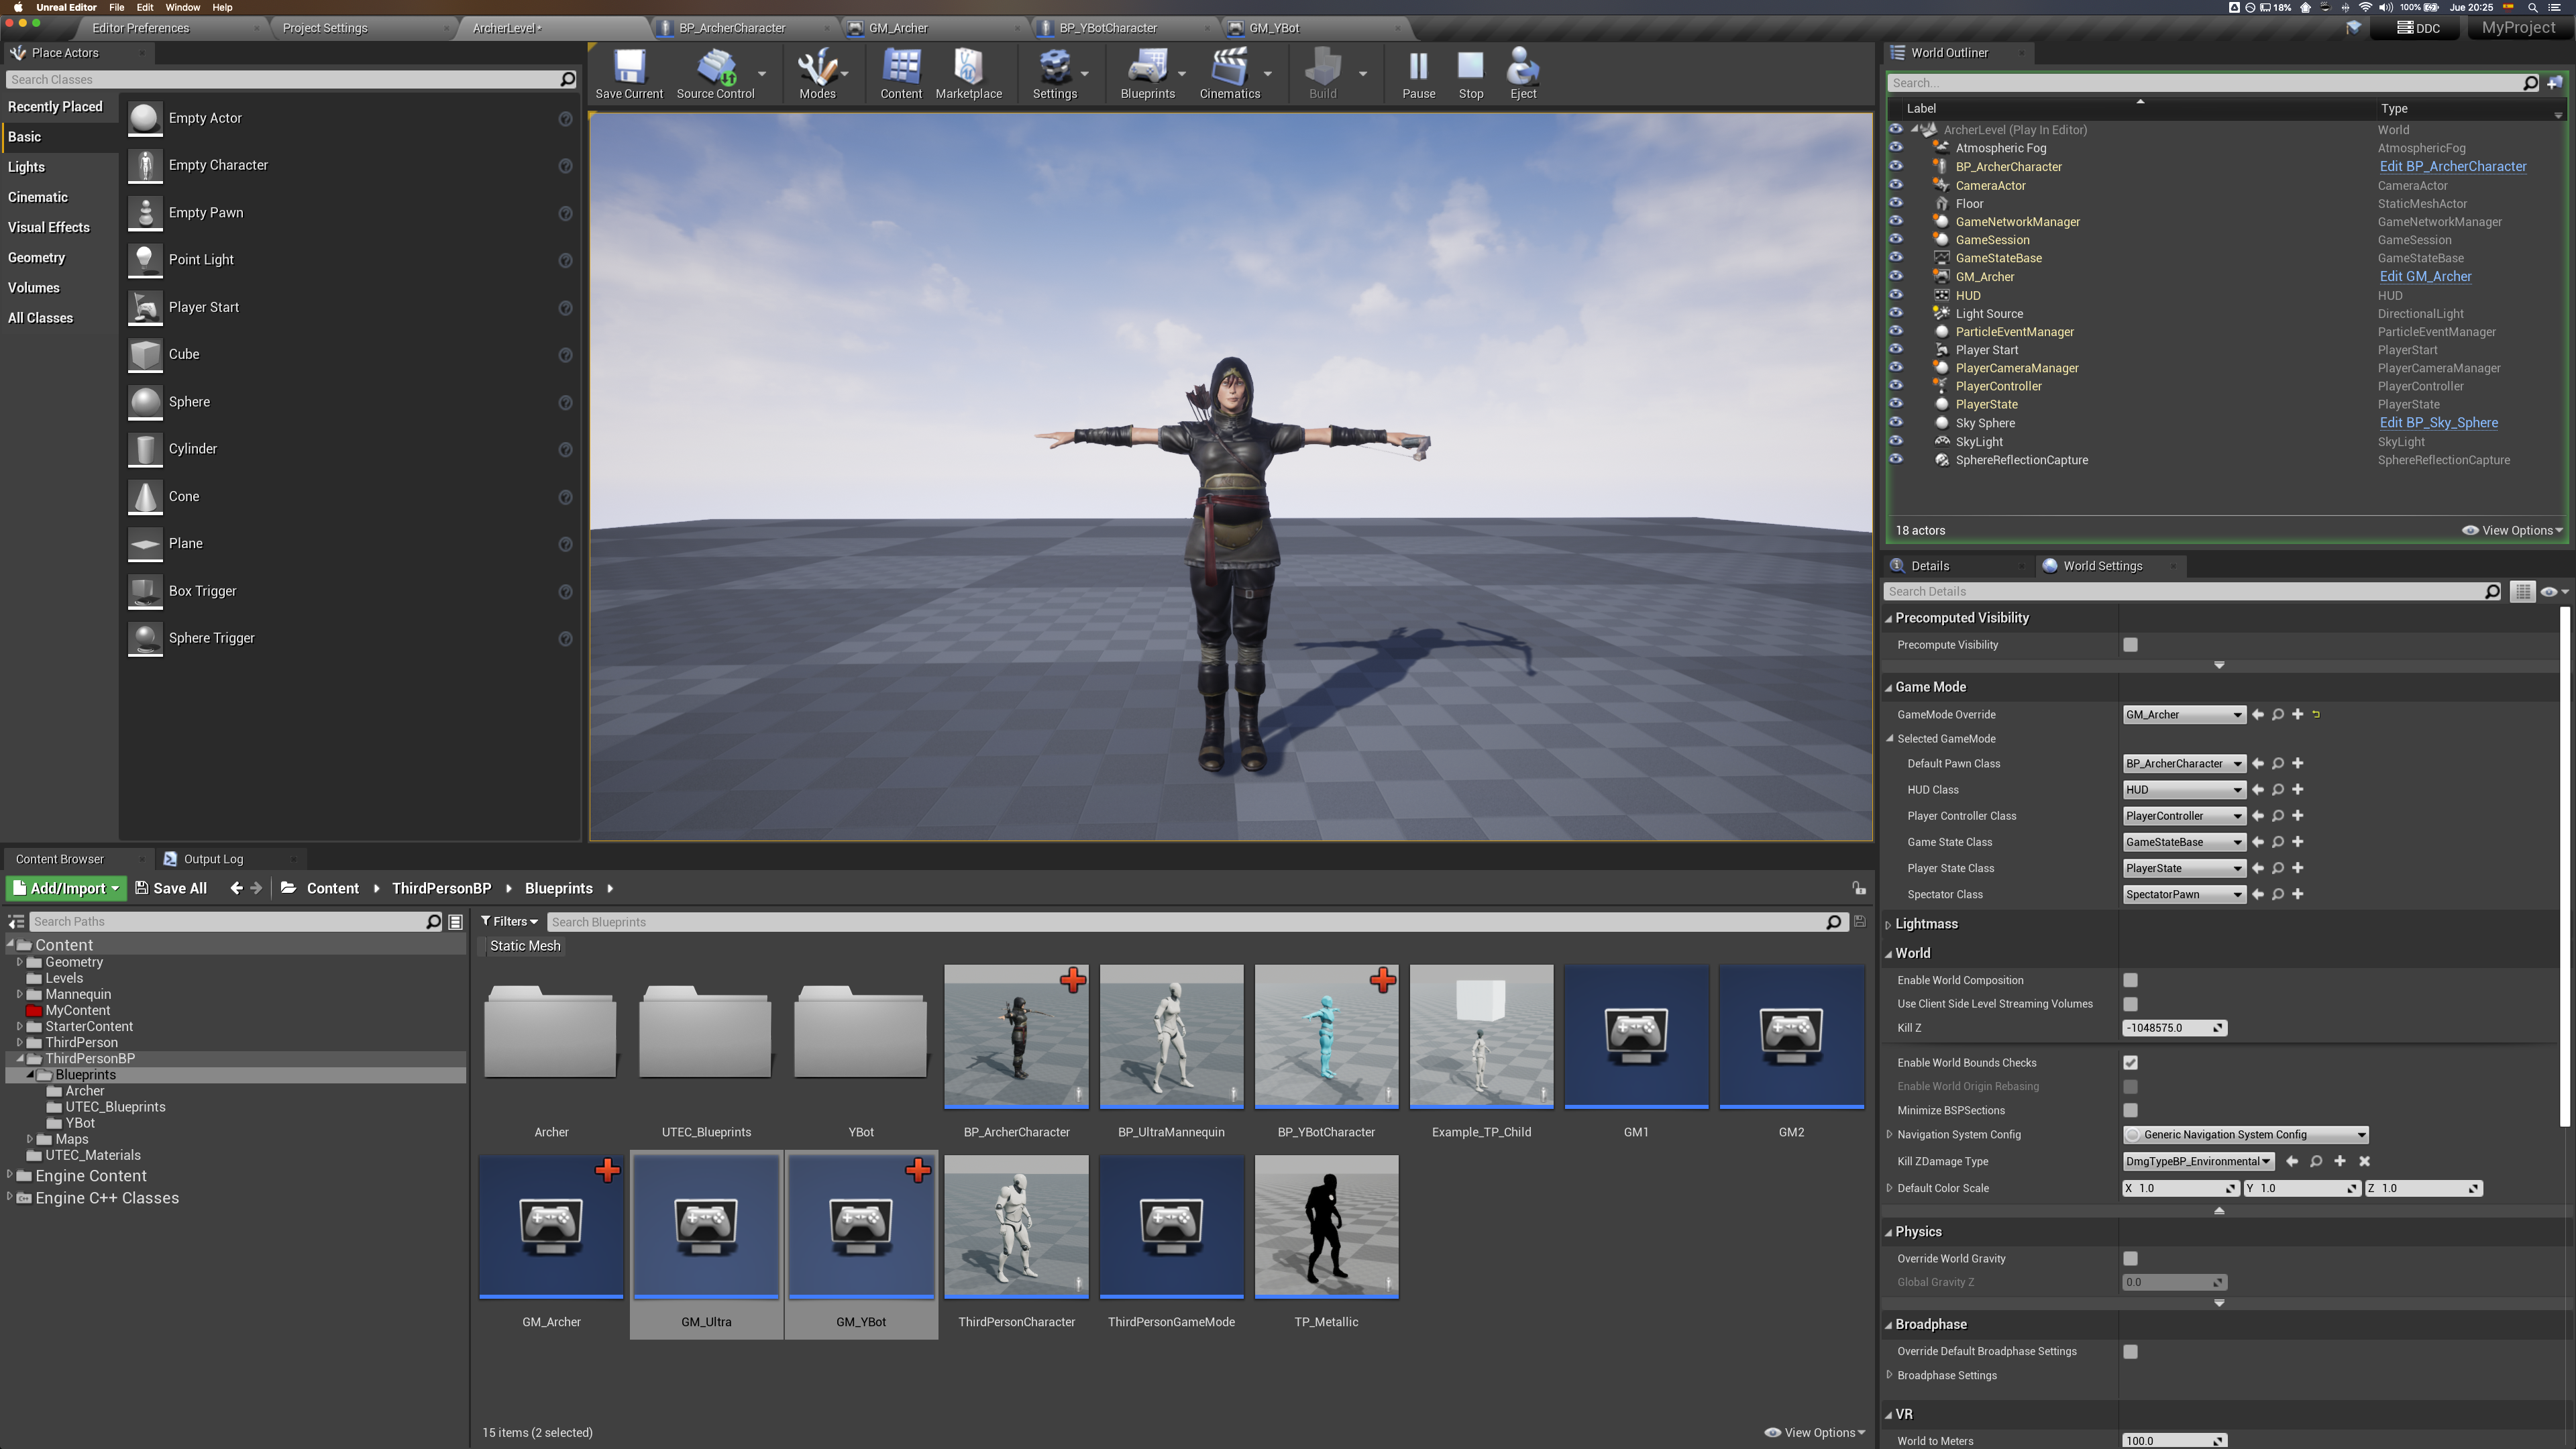 Unreal Editor File Edit Window Help
18% 100% Jue 20:25
Editor Preferences Project Settings ArcherLevel• BP_ArcherCharacter GM_Archer BP_YBotCharacter GM_YBot DDC MyProject
Place Actors
Search Classes
Recently Placed
Basic
Lights
Cinematic
Visual Effects
Geometry
Volumes
All Classes
Empty Actor
Empty Character
Empty Pawn
Point Light
Player Start
Cube
Sphere
Cylinder
Cone
Plane
Box Trigger
Sphere Trigger
Save Current Source Control Modes Content Marketplace Settings Blueprints Cinematics Build Pause Stop Eject
World Outliner
Search...
Label Type
ArcherLevel (Play In Editor) World
Atmospheric Fog AtmosphericFog
BP_ArcherCharacter Edit BP_ArcherCharacter
CameraActor CameraActor
Floor StaticMeshActor
GameNetworkManager GameNetworkManager
GameSession GameSession
GameStateBase GameStateBase
GM_Archer Edit GM_Archer
HUD HUD
Light Source DirectionalLight
ParticleEventManager ParticleEventManager
Player Start PlayerStart
PlayerCameraManager PlayerCameraManager
PlayerController PlayerController
PlayerState PlayerState
Sky Sphere Edit BP_Sky_Sphere
SkyLight SkyLight
SphereReflectionCapture SphereReflectionCapture
18 actors View Options
Details World Settings
Search Details
Precomputed Visibility
Precompute Visibility
Game Mode
GameMode Override GM_Archer
Selected GameMode
Default Pawn Class BP_ArcherCharacter
HUD Class HUD
Player Controller Class PlayerController
Game State Class GameStateBase
Player State Class PlayerState
Spectator Class SpectatorPawn
Lightmass
World
Enable World Composition
Use Client Side Level Streaming Volumes
Kill Z -1048575.0
Enable World Bounds Checks
Enable World Origin Rebasing
Minimize BSPSections
Navigation System Config Generic Navigation System Config
Kill ZDamage Type DmgTypeBP_Environmental
Default Color Scale X 1.0 Y 1.0 Z 1.0
Physics
Override World Gravity
Global Gravity Z 0.0
Broadphase
Override Default Broadphase Settings
Broadphase Settings
VR
World to Meters 100.0
Content Browser Output Log
Add/Import Save All Content ThirdPersonBP Blueprints
Search Paths
Content
Geometry
Levels
Mannequin
MyContent
StarterContent
ThirdPerson
ThirdPersonBP
Blueprints
Archer
UTEC_Blueprints
YBot
Maps
UTEC_Materials
Engine Content
Engine C++ Classes
Filters Search Blueprints
Static Mesh
Archer UTEC_Blueprints YBot BP_ArcherCharacter BP_UltraMannequin BP_YBotCharacter Example_TP_Child GM1 GM2
GM_Archer GM_Ultra GM_YBot ThirdPersonCharacter ThirdPersonGameMode TP_Metallic
15 items (2 selected) View Options